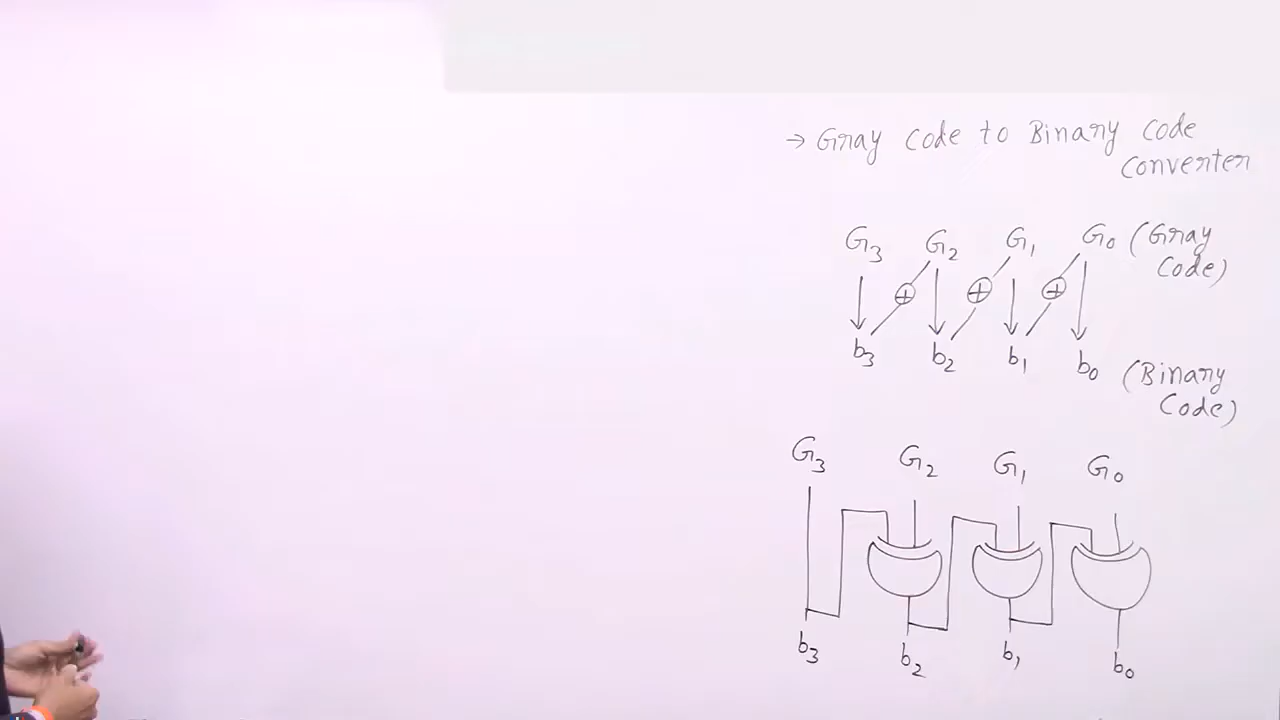 → Gray Code to Binary Code
Converter
G3 G2 G1 G0 (Gray
Code)
⊕ ⊕ ⊕
b3 b2 b1 b0 (Binary
Code)
G3 G2 G1 G0
b3 b2 b1 b0